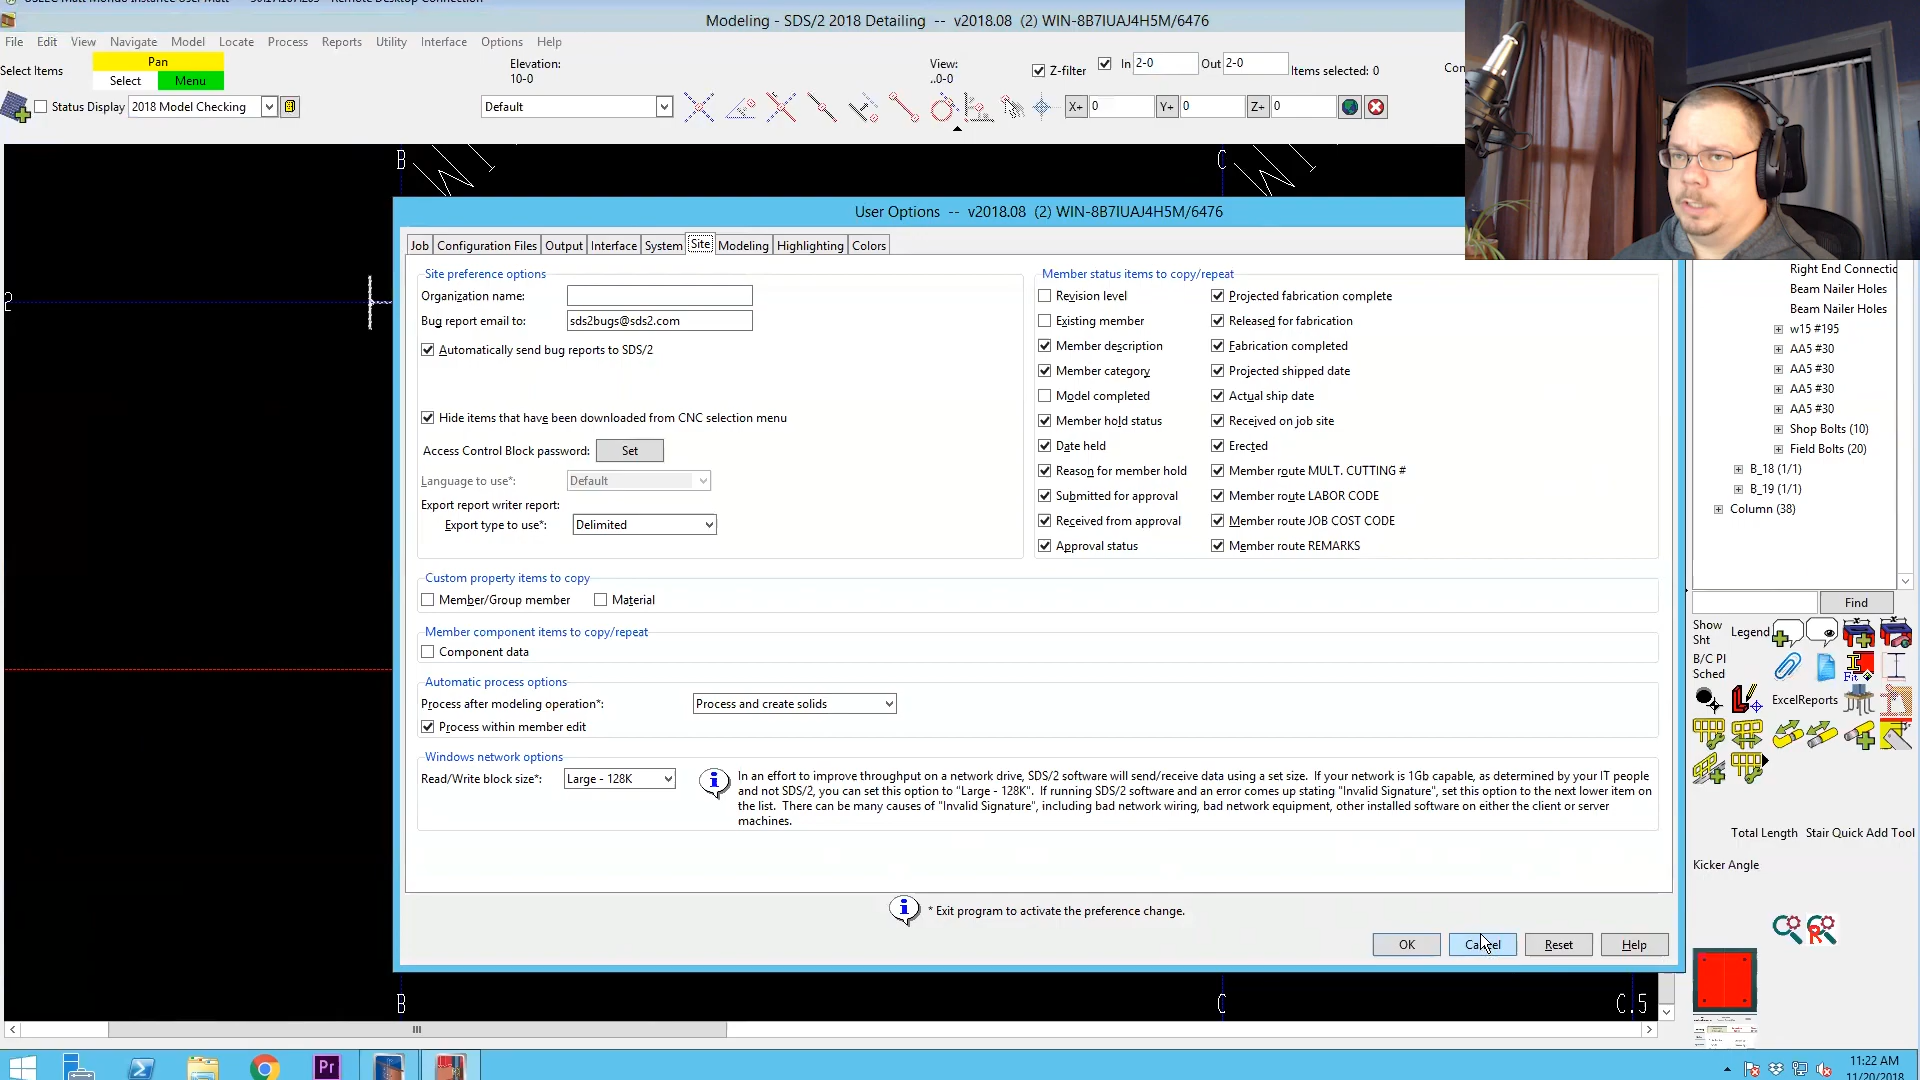 Modeling - SDS/2 2018 Detailing -- v2018.08 (2) WIN-8B7IUAJ4H5M/6476
File Edit View Navigate Model Locate Process Reports Utility Interface Options Help
Select Items
Pan
Select Menu
Elevation:
10-0
View:
..0-0
Z-filter In 2-0 Out 2-0 Items selected: 0
Status Display 2018 Model Checking
Default
X+ 0 Y+ 0 Z+ 0
B
C
2
User Options -- v2018.08 (2) WIN-8B7IUAJ4H5M/6476
Job Configuration Files Output Interface System Site Modeling Highlighting Colors
Site preference options
Organization name:
Bug report email to: sds2bugs@sds2.com
Automatically send bug reports to SDS/2
Hide items that have been downloaded from CNC selection menu
Access Control Block password: Set
Language to use*: Default
Export report writer report:
Export type to use*: Delimited
Member status items to copy/repeat
Revision level Projected fabrication complete
Existing member Released for fabrication
Member description Fabrication completed
Member category Projected shipped date
Model completed Actual ship date
Member hold status Received on job site
Date held Erected
Reason for member hold Member route MULT. CUTTING #
Submitted for approval Member route LABOR CODE
Received from approval Member route JOB COST CODE
Approval status Member route REMARKS
Custom property items to copy
Member/Group member Material
Member component items to copy/repeat
Component data
Automatic process options
Process after modeling operation*: Process and create solids
Process within member edit
Windows network options
Read/Write block size*: Large - 128K
In an effort to improve throughput on a network drive, SDS/2 software will send/receive data using a set size. If your network is 1Gb capable, as determined by your IT people
and not SDS/2, you can set this option to "Large - 128K". If running SDS/2 software and an error comes up stating "Invalid Signature", set this option to the next lower item on
the list. There can be many causes of "Invalid Signature", including bad network wiring, bad network equipment, other installed software on either the client or server
machines.
* Exit program to activate the preference change.
OK Cancel Reset Help
Right End Connectic
Beam Nailer Holes
Beam Nailer Holes
w15 #195
AA5 #30
AA5 #30
AA5 #30
AA5 #30
Shop Bolts (10)
Field Bolts (20)
B_18 (1/1)
B_19 (1/1)
Column (38)
Find
Show
Sht
Legend
B/C Pl
Sched
Fit
ExcelReports
Total Length Stair Quick Add Tool
Kicker Angle
B
C
C.5
Pr
11:22 AM
11/20/2018